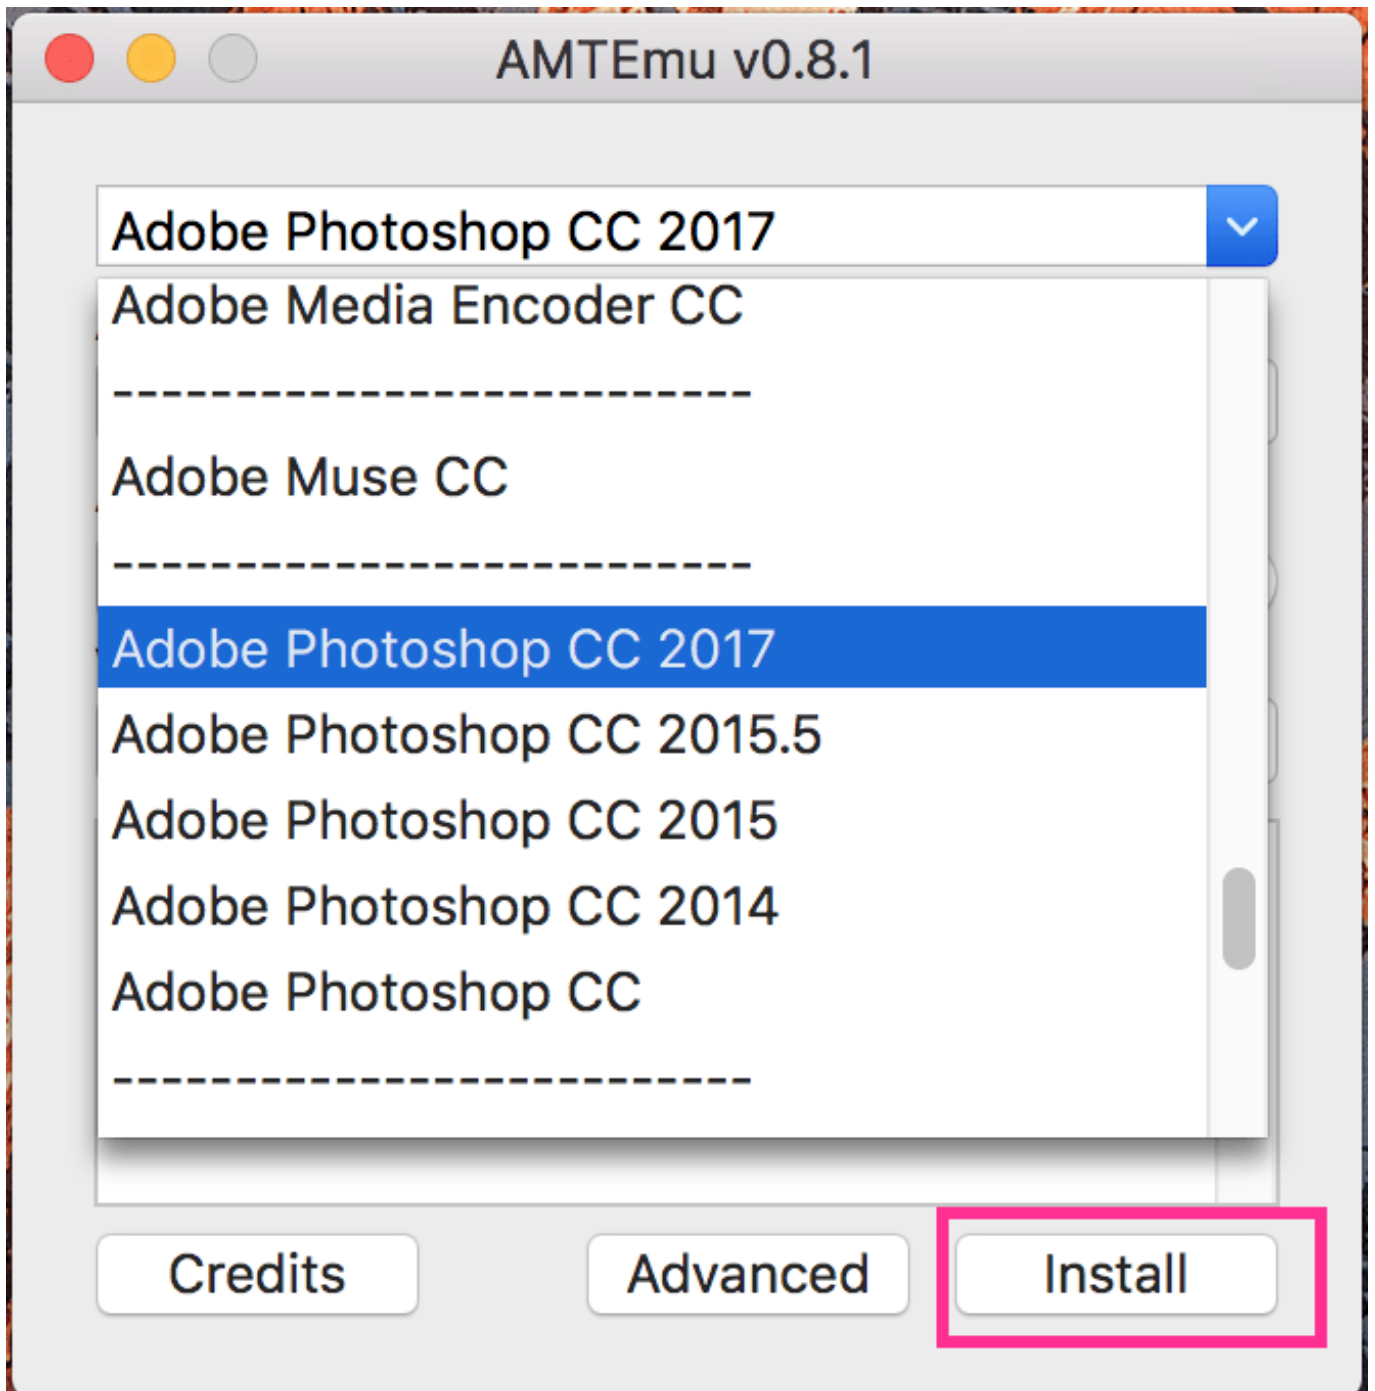 AMTEmu v0.8.1
Adobe Photoshop CC 2017
Adobe Media Encoder CC
---------------------------
Adobe Muse CC
---------------------------
Adobe Photoshop CC 2017
Adobe Photoshop CC 2015.5
Adobe Photoshop CC 2015
Adobe Photoshop CC 2014
Adobe Photoshop CC
---------------------------
Credits
Advanced
Install